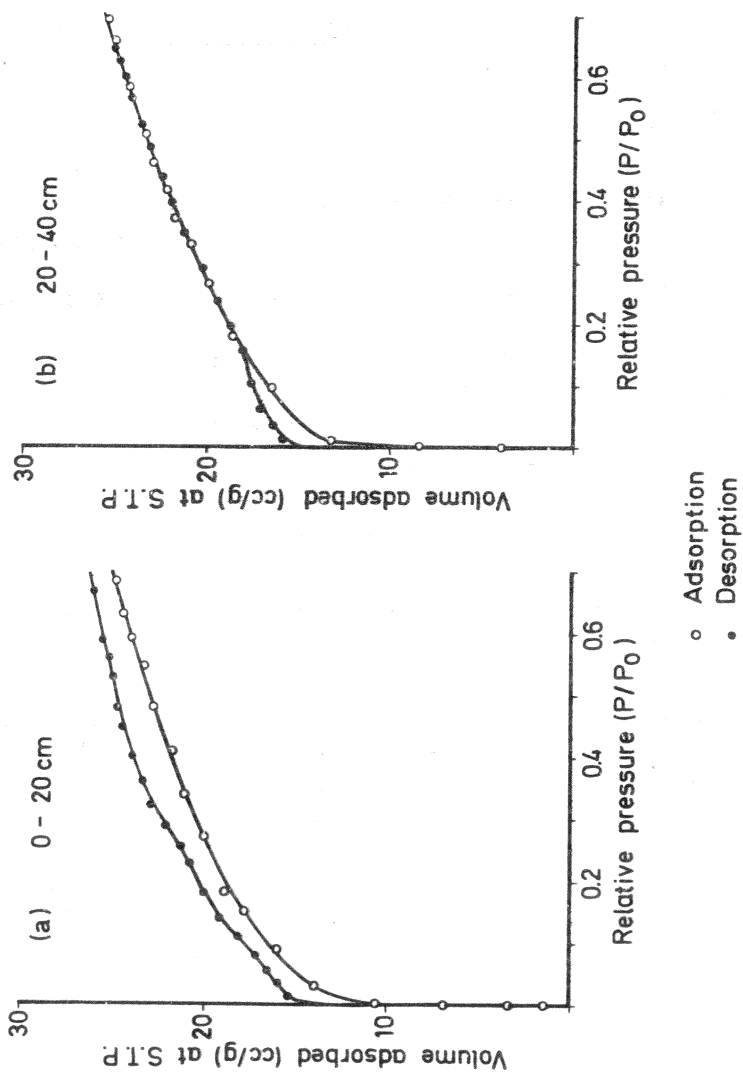 (a) 0 - 20 cm
30
20
10
Volume adsorbed (cc/g) at S.T.P.
0.2
0.4
0.6
Relative pressure (P/P0)
(b) 20 - 40 cm
30
20
10
Volume adsorbed (cc/g) at S.T.P.
0.2
0.4
0.6
Relative pressure (P/P0)
Adsorption
Desorption